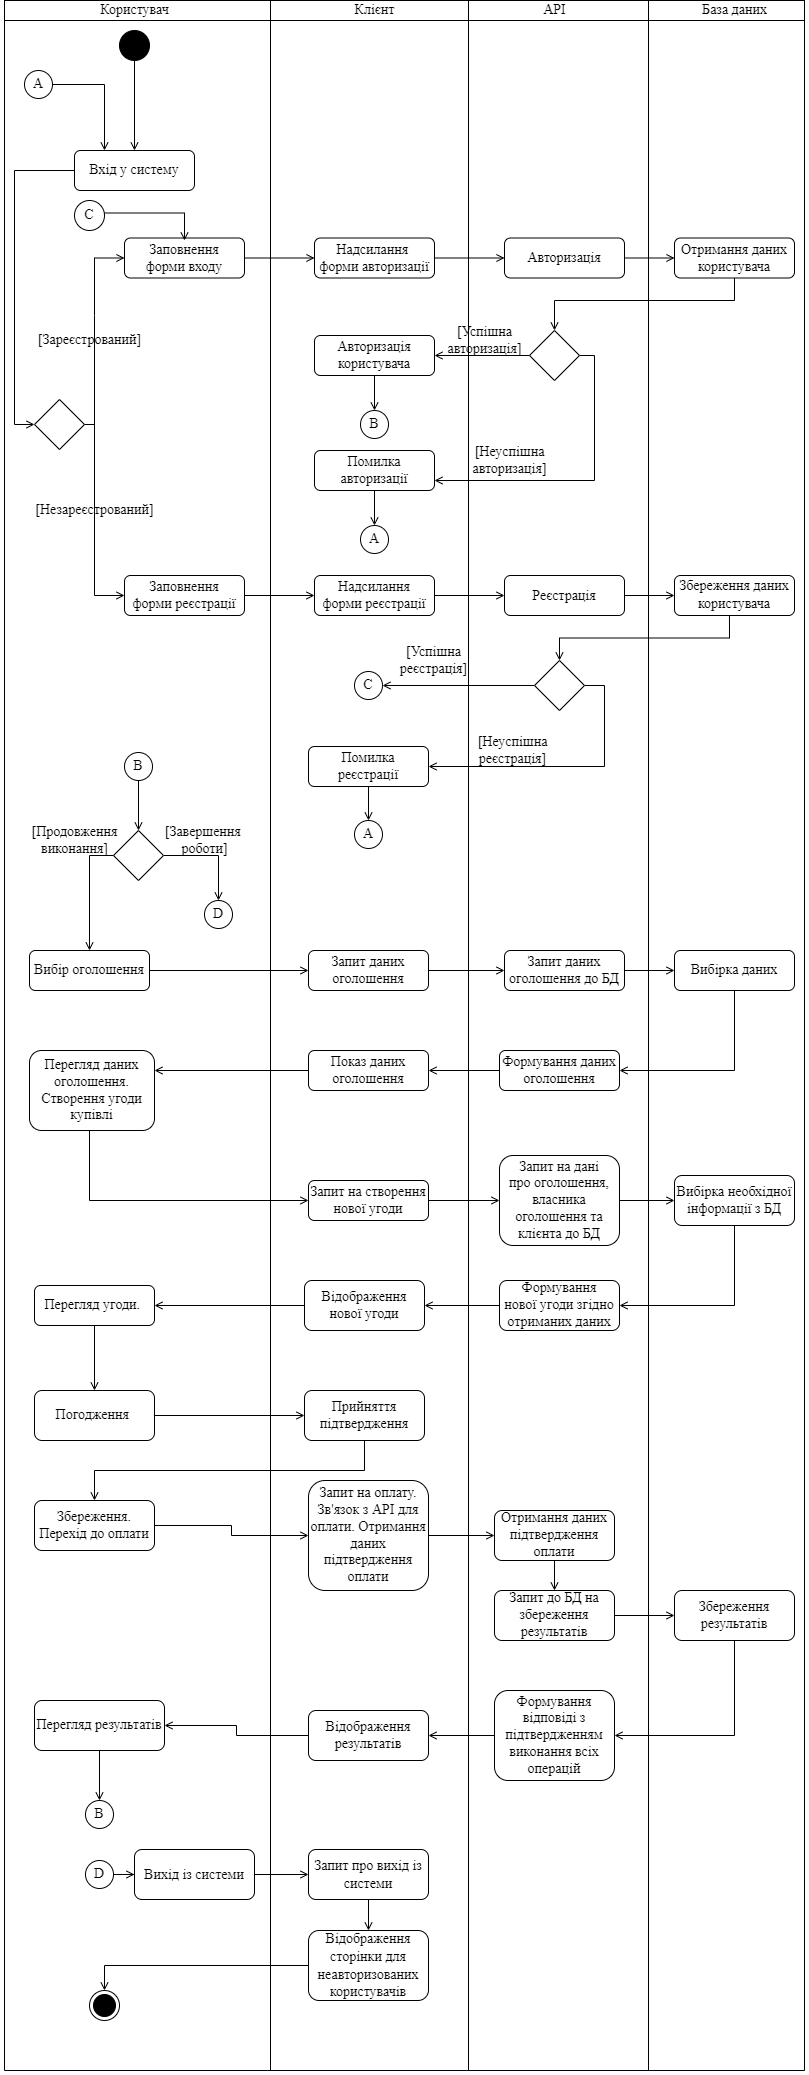 Користувач
Клієнт
API
База даних
A
Вхід у систему
C
Заповнення
форми входу
Надсилання
форми авторизації
Авторизація
Отримання даних
користувача
[Зареєстрований]
[Успішна
авторизація]
Авторизація
користувача
B
[Неуспішна
авторизація]
Помилка
авторизації
A
[Незареєстрований]
Заповнення
форми реєстрації
Надсилання
форми реєстрації
Реєстрація
Збереження даних
користувача
[Успішна
реєстрація]
C
[Неуспішна
реєстрація]
Помилка
реєстрації
A
B
[Продовження
виконання]
[Завершення
роботи]
D
Вибір оголошення
Запит даних
оголошення
Запит даних
оголошення до БД
Вибірка даних
Перегляд даних
оголошення.
Створення угоди
купівлі
Показ даних
оголошення
Формування даних
оголошення
Запит на створення
нової угоди
Запит на дані
про оголошення,
власника
оголошення та
клієнта до БД
Вибірка необхідної
інформації з БД
Перегляд угоди.
Відображення
нової угоди
Формування
нової угоди згідно
отриманих даних
Погодження
Прийняття
підтвердження
Збереження.
Перехід до оплати
Запит на оплату.
Зв'язок з API для
оплати. Отримання
даних
підтвердження
оплати
Отримання даних
підтвердження
оплати
Запит до БД на
збереження
результатів
Збереження
результатів
Перегляд результатів
Відображення
результатів
Формування
відповіді з
підтвердженням
виконання всіх
операцій
B
D
Вихід із системи
Запит про вихід із
системи
Відображення
сторінки для
неавторизованих
користувачів